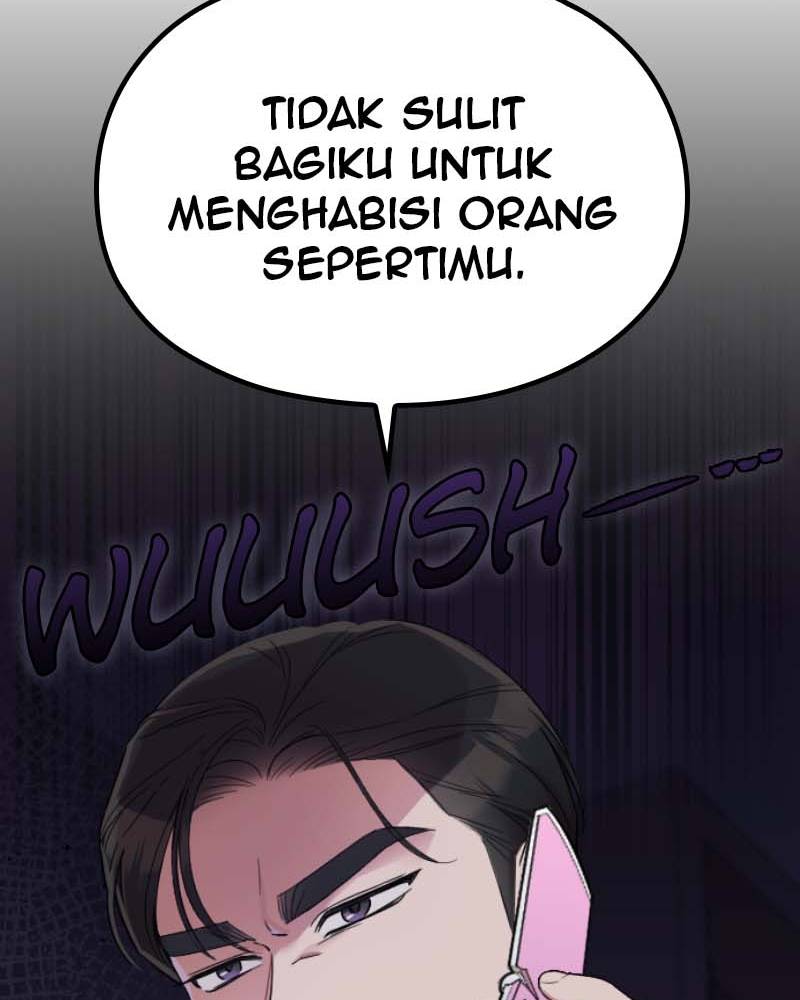 TIDAK SULIT
BAGIKU UNTUK
MENGHABISI ORANG
SEPERTIMU.
WUUUSH—...